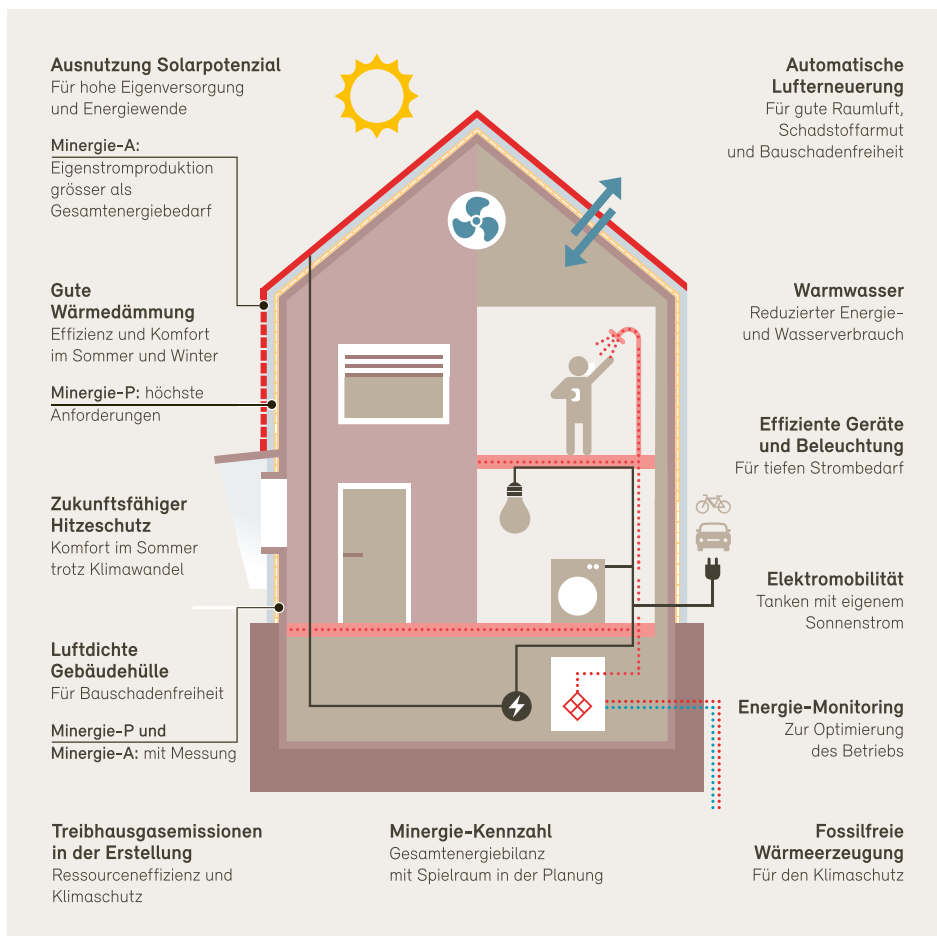 Ausnutzung Solarpotenzial
Für hohe Eigenversorgung
und Energiewende
Minergie-A:
Eigenstromproduktion
grösser als
Gesamtenergiebedarf
Gute
Wärmedämmung
Effizienz und Komfort
im Sommer und Winter
Minergie-P: höchste
Anforderungen
Zukunftsfähiger
Hitzeschutz
Komfort im Sommer
trotz Klimawandel
Luftdichte
Gebäudehülle
Für Bauschadenfreiheit
Minergie-P und
Minergie-A: mit Messung
Treibhausgasemissionen
in der Erstellung
Ressourceneffizienz und
Klimaschutz
Minergie-Kennzahl
Gesamtenergiebilanz
mit Spielraum in der Planung
Automatische
Lufterneuerung
Für gute Raumluft,
Schadstoffarmut
und Bauschadenfreiheit
Warmwasser
Reduzierter Energie-
und Wasserverbrauch
Effiziente Geräte
und Beleuchtung
Für tiefen Strombedarf
Elektromobilität
Tanken mit eigenem
Sonnenstrom
Energie-Monitoring
Zur Optimierung
des Betriebs
Fossilfreie
Wärmeerzeugung
Für den Klimaschutz